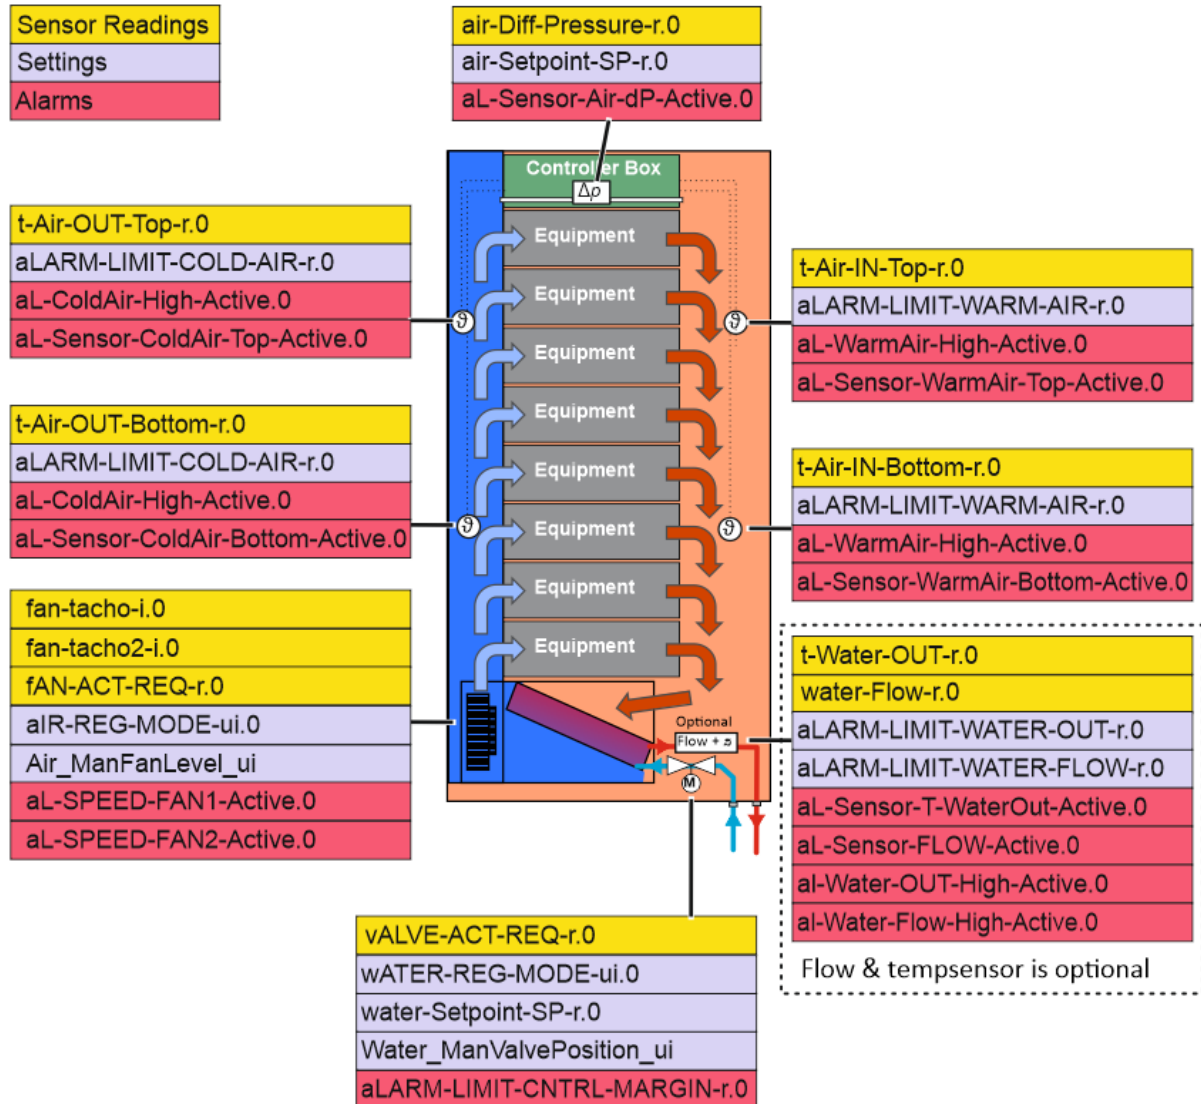 Sensor Readings
Settings
Alarms
air-Diff-Pressure-r.0
air-Setpoint-SP-r.0
aL-Sensor-Air-dP-Active.0
Controller Box
Δρ
t-Air-OUT-Top-r.0
aLARM-LIMIT-COLD-AIR-r.0
aL-ColdAir-High-Active.0
aL-Sensor-ColdAir-Top-Active.0
t-Air-OUT-Bottom-r.0
aLARM-LIMIT-COLD-AIR-r.0
aL-ColdAir-High-Active.0
aL-Sensor-ColdAir-Bottom-Active.0
fan-tacho-i.0
fan-tacho2-i.0
fAN-ACT-REQ-r.0
aIR-REG-MODE-ui.0
Air_ManFanLevel_ui
aL-SPEED-FAN1-Active.0
aL-SPEED-FAN2-Active.0
Equipment
Equipment
Equipment
Equipment
Equipment
Equipment
Equipment
Equipment
ϑ
ϑ
ϑ
ϑ
t-Air-IN-Top-r.0
aLARM-LIMIT-WARM-AIR-r.0
aL-WarmAir-High-Active.0
aL-Sensor-WarmAir-Top-Active.0
t-Air-IN-Bottom-r.0
aLARM-LIMIT-WARM-AIR-r.0
aL-WarmAir-High-Active.0
aL-Sensor-WarmAir-Bottom-Active.0
Optional
Flow +
M
t-Water-OUT-r.0
water-Flow-r.0
aLARM-LIMIT-WATER-OUT-r.0
aLARM-LIMIT-WATER-FLOW-r.0
aL-Sensor-T-WaterOut-Active.0
aL-Sensor-FLOW-Active.0
al-Water-OUT-High-Active.0
al-Water-Flow-High-Active.0
Flow & tempsensor is optional
vALVE-ACT-REQ-r.0
wATER-REG-MODE-ui.0
water-Setpoint-SP-r.0
Water_ManValvePosition_ui
aLARM-LIMIT-CNTRL-MARGIN-r.0